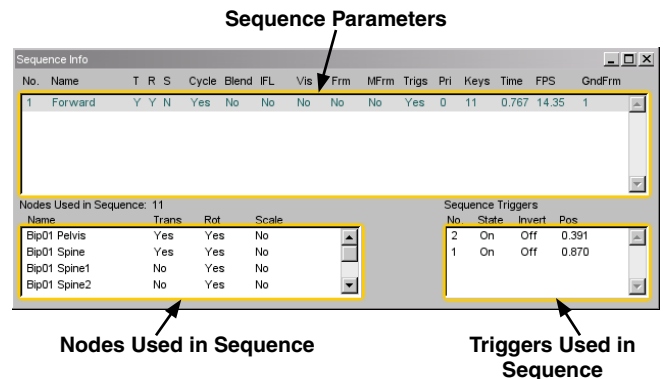 Sequence Parameters
Sequence Info
No. Name T R S Cycle Blend IFL Vis Frm MFrm Trigs Pri Keys Time FPS GndFrm
1 Forward Y Y N Yes No No No No No Yes 0 11 0.767 14.35 1
Nodes Used in Sequence: 11
Name Trans Rot Scale
Bip01 Pelvis Yes Yes No
Bip01 Spine Yes Yes No
Bip01 Spine1 No Yes No
Bip01 Spine2 No Yes No
Sequence Triggers
No. State Invert Pos
2 On Off 0.391
1 On Off 0.870
Nodes Used in Sequence
Triggers Used in
Sequence